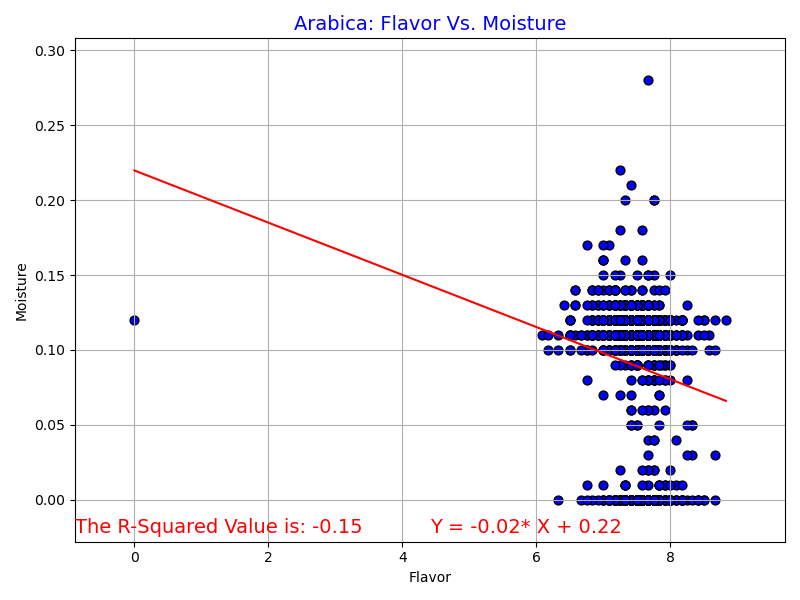 Arabica: Flavor Vs. Moisture
Moisture
0.30
0.25
0.20
0.15
0.10
0.05
0.00
The R-Squared Value is: -0.15 Y = -0.02* X + 0.22
0 2 4 6 8
Flavor